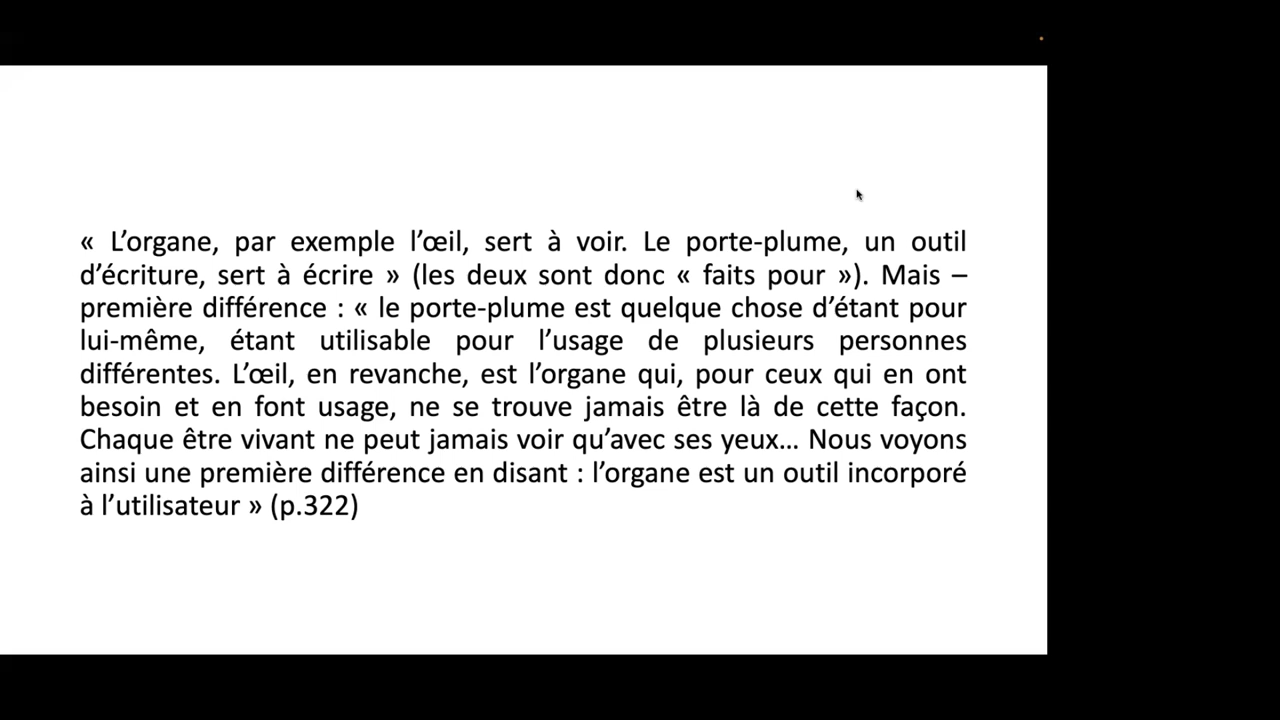 « L’organe, par exemple l’œil, sert à voir. Le porte-plume, un outil
d’écriture, sert à écrire » (les deux sont donc « faits pour »). Mais –
première différence : « le porte-plume est quelque chose d’étant pour
lui-même, étant utilisable pour l’usage de plusieurs personnes
différentes. L’œil, en revanche, est l’organe qui, pour ceux qui en ont
besoin et en font usage, ne se trouve jamais être là de cette façon.
Chaque être vivant ne peut jamais voir qu’avec ses yeux… Nous voyons
ainsi une première différence en disant : l’organe est un outil incorporé
à l’utilisateur » (p.322)